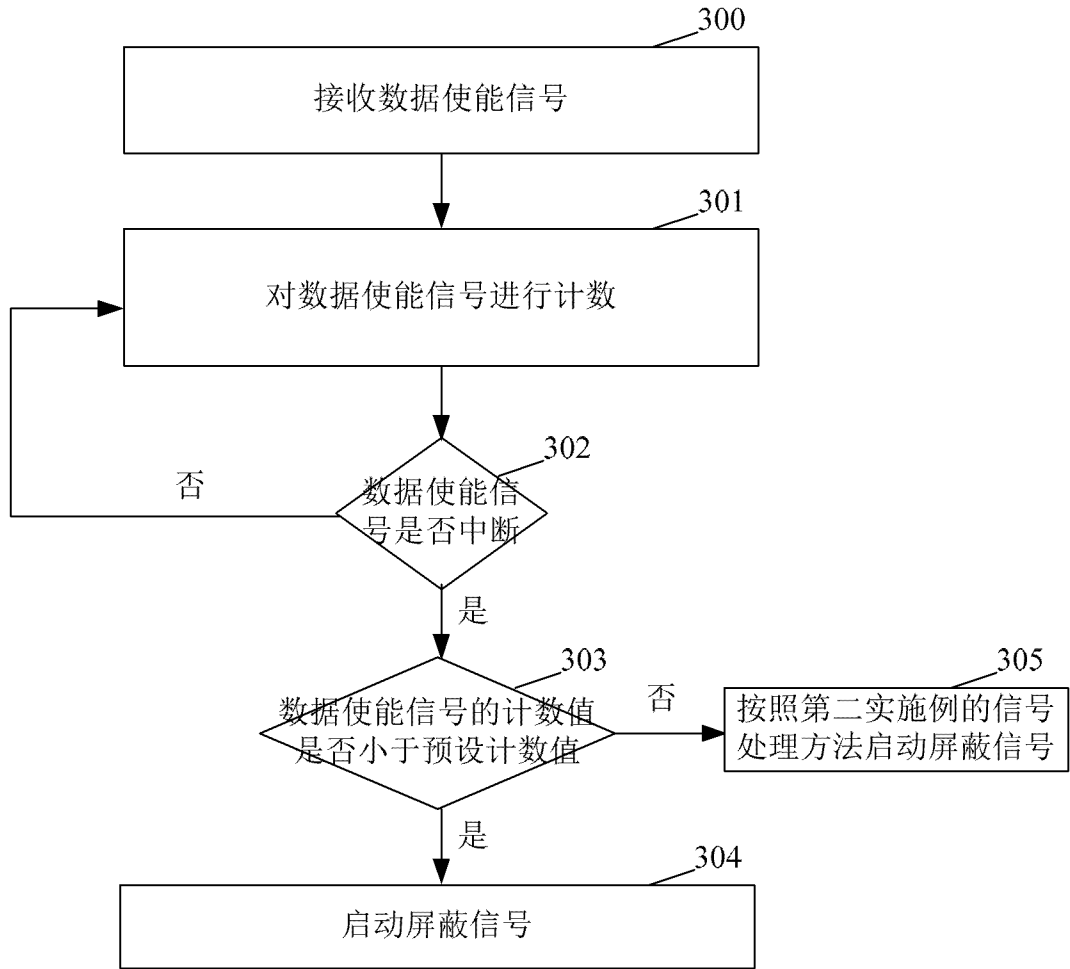 300
接收数据使能信号
301
对数据使能信号进行计数
302
数据使能信
号是否中断
否
是
303
数据使能信号的计数值
是否小于预设计数值
否
305
按照第二实施例的信号
处理方法启动屏蔽信号
是
304
启动屏蔽信号